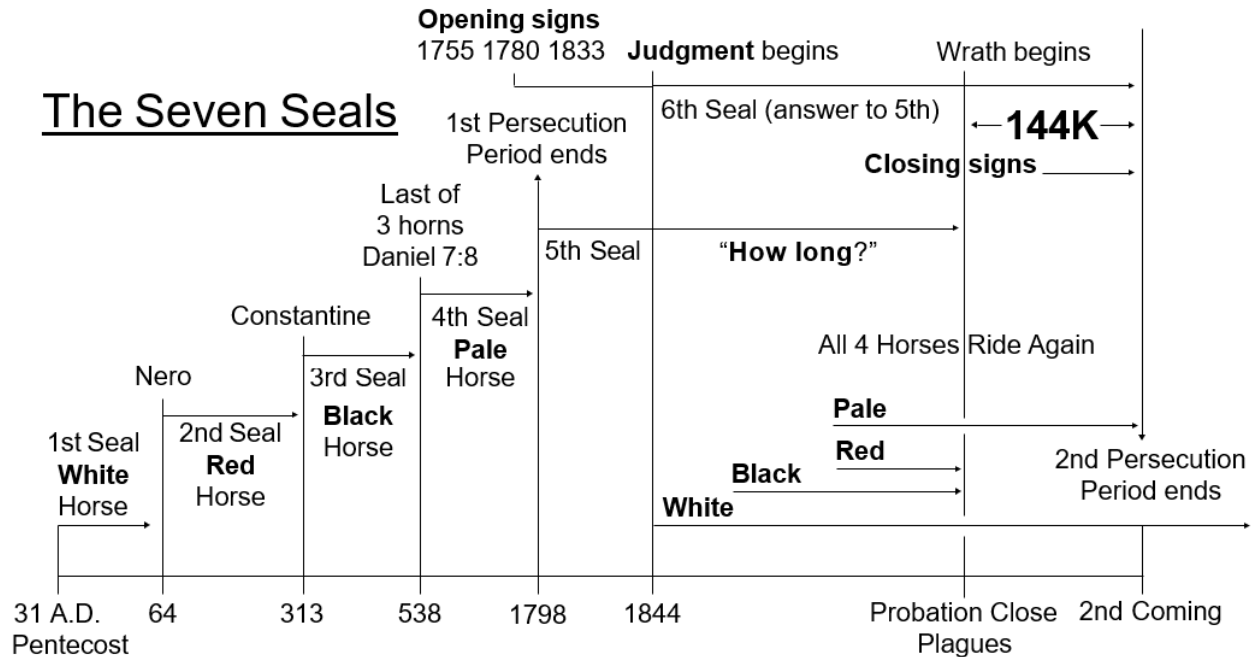 Opening signs
1755 1780 1833
Judgment begins
Wrath begins
The Seven Seals
6th Seal (answer to 5th)
144K
1st Persecution
Period ends
Closing signs
Last of
3 horns
Daniel 7:8
5th Seal
“How long?”
Constantine
4th Seal
Pale
Horse
All 4 Horses Ride Again
Nero
3rd Seal
Black
Horse
1st Seal
White
Horse
2nd Seal
Red
Horse
Pale
Red
Black
White
2nd Persecution
Period ends
31 A.D.
Pentecost
64
313
538
1798
1844
Probation Close
Plagues
2nd Coming